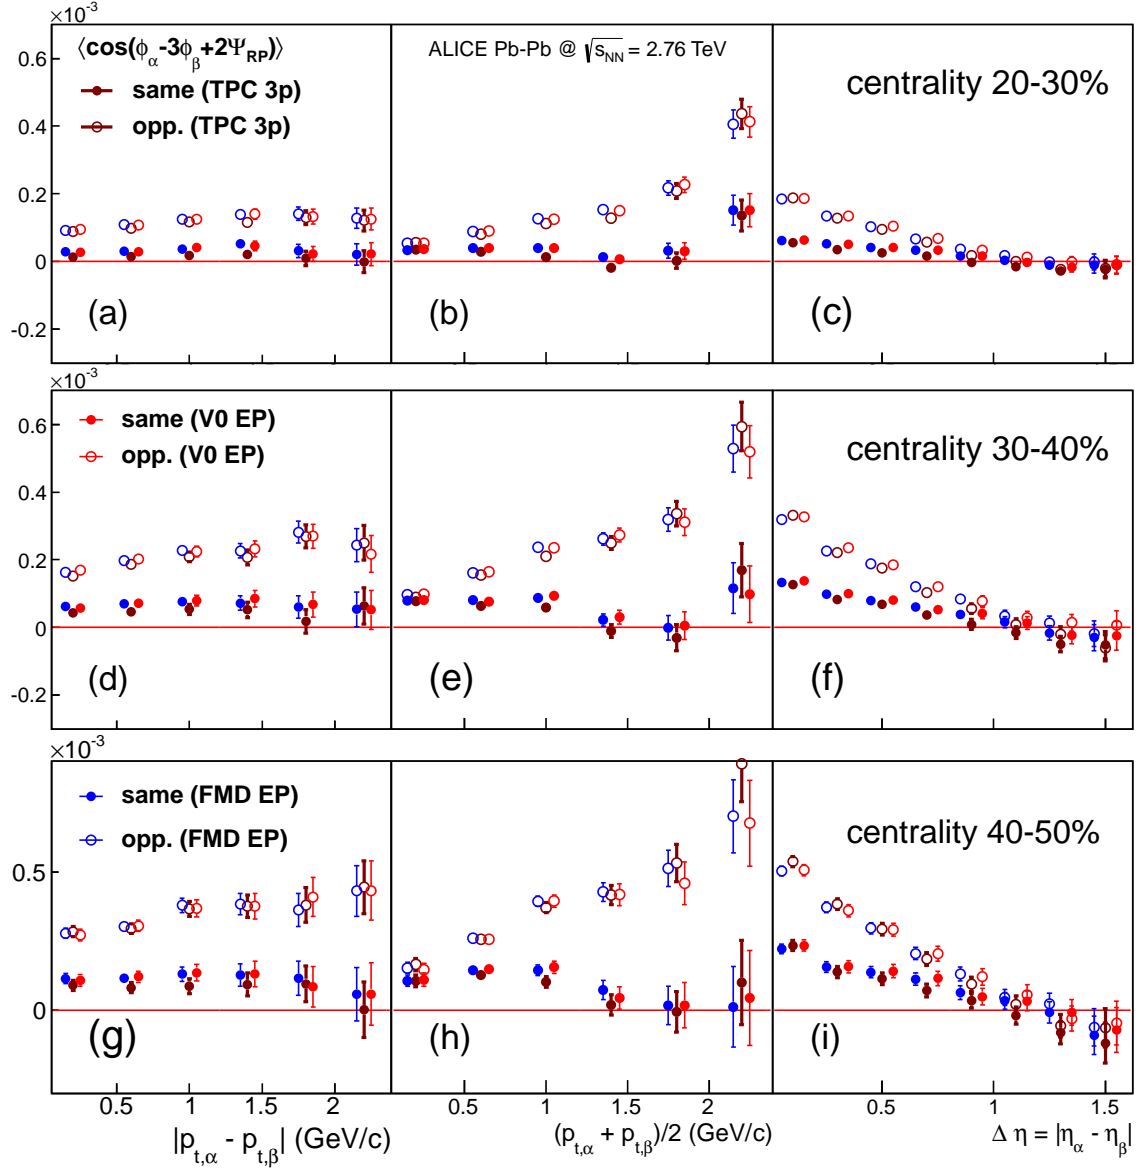 ×10⁻³
0.6
0.4
0.2
0
-0.2
⟨cos(ϕα-3ϕβ+2ΨRP)⟩
same (TPC 3p)
opp. (TPC 3p)
(a)
ALICE Pb-Pb @ √sNN = 2.76 TeV
(b)
centrality 20-30%
(c)
×10⁻³
0.6
0.4
0.2
0
-0.2
same (V0 EP)
opp. (V0 EP)
(d)
(e)
centrality 30-40%
(f)
×10⁻³
0.5
0
same (FMD EP)
opp. (FMD EP)
(g)
(h)
centrality 40-50%
(i)
0.5 1 1.5 2
0.5 1 1.5 2
0.5 1 1.5
|pt,α - pt,β| (GeV/c)
(pt,α + pt,β)/2 (GeV/c)
Δ η = |ηα - ηβ|